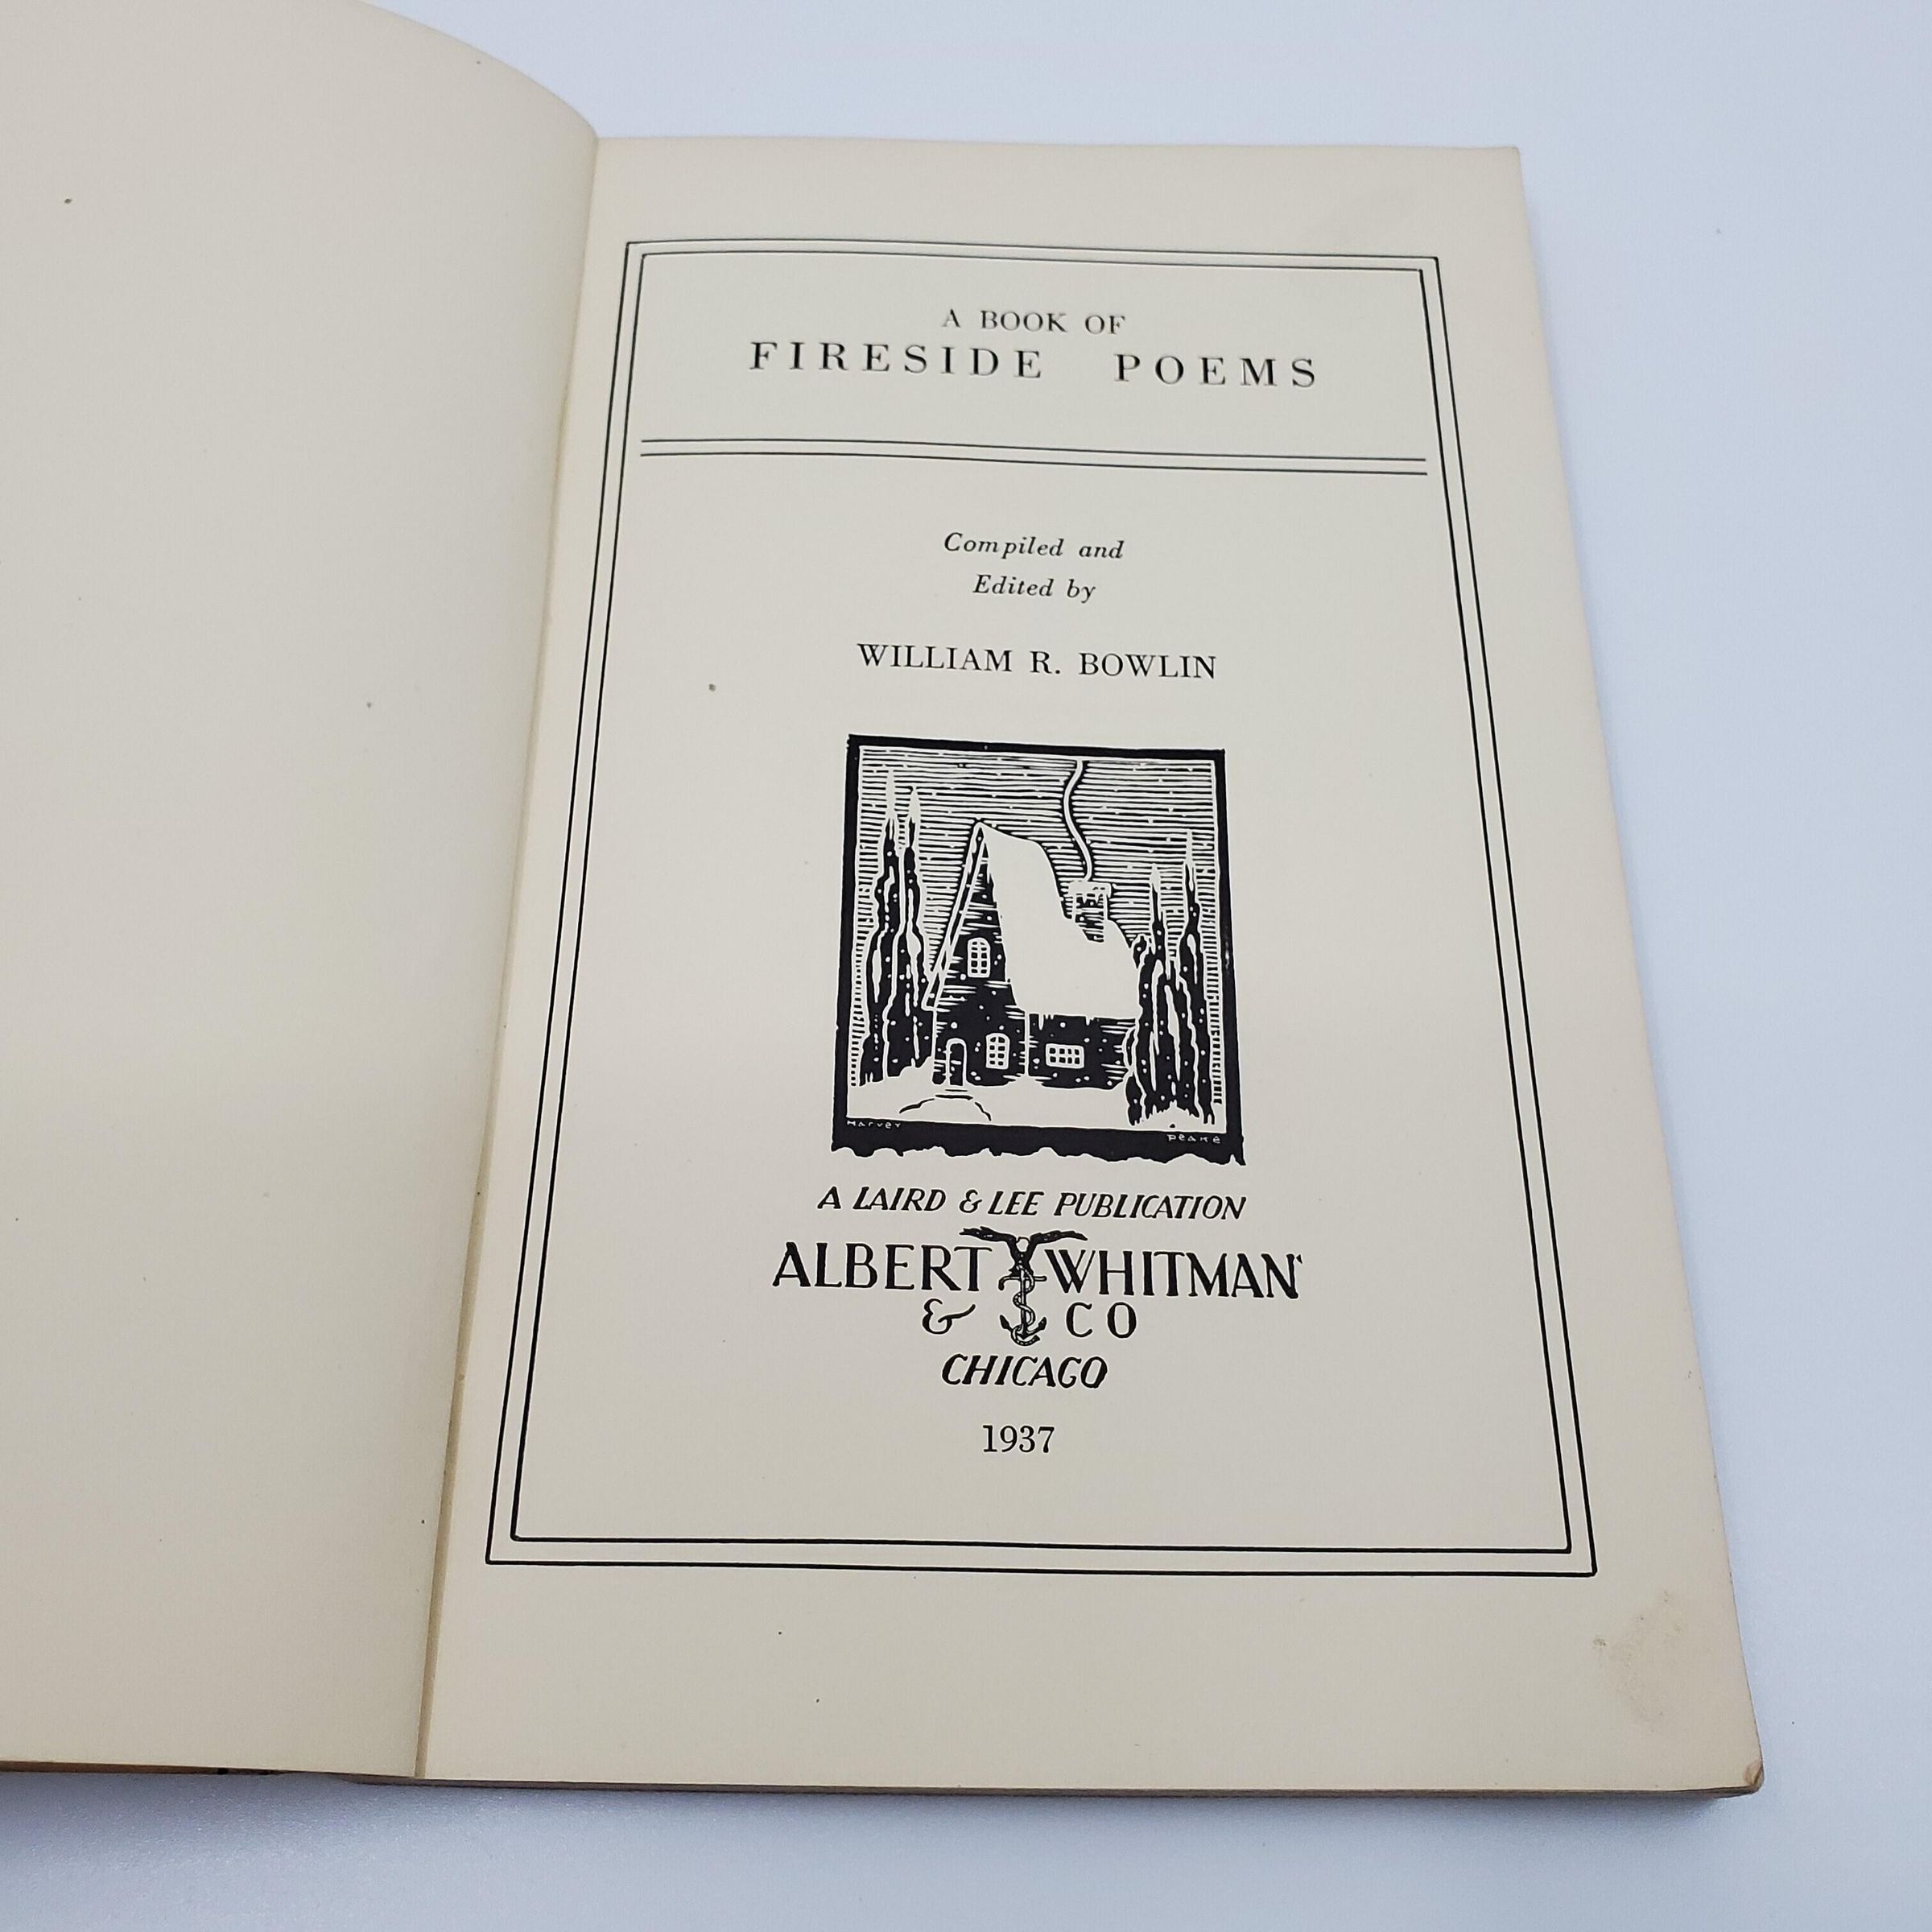 A BOOK OF
FIRESIDE POEMS
Compiled and
Edited by
WILLIAM R. BOWLIN
Harvey Peake
A LAIRD & LEE PUBLICATION
ALBERT WHITMAN
& CO
CHICAGO
1937